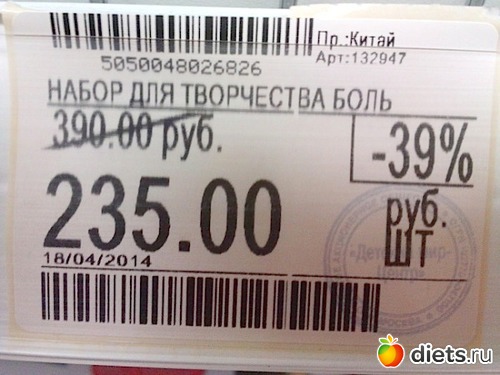 Пр.:Китай
5050048026826
Арт:132947
НАБОР ДЛЯ ТВОРЧЕСТВА БОЛЬ
390.00 руб.
-39%
235.00
руб.
ШТ
18/04/2014
diets.ru